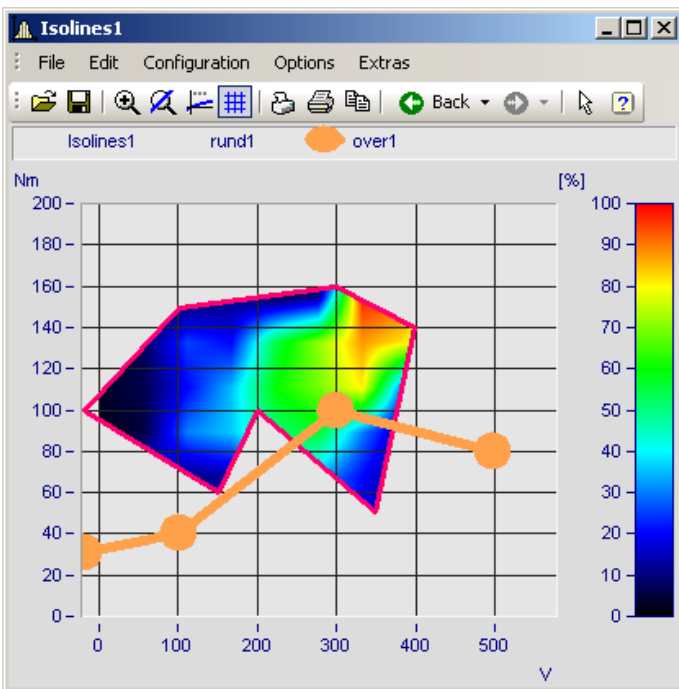 Isolines1
File Edit Configuration Options Extras
Back
Isolines1 rund1 over1
Nm [%]
200 100
180 90
160 80
140 70
120 60
100 50
80 40
60 30
40 20
20 10
0 0
0 100 200 300 400 500
V